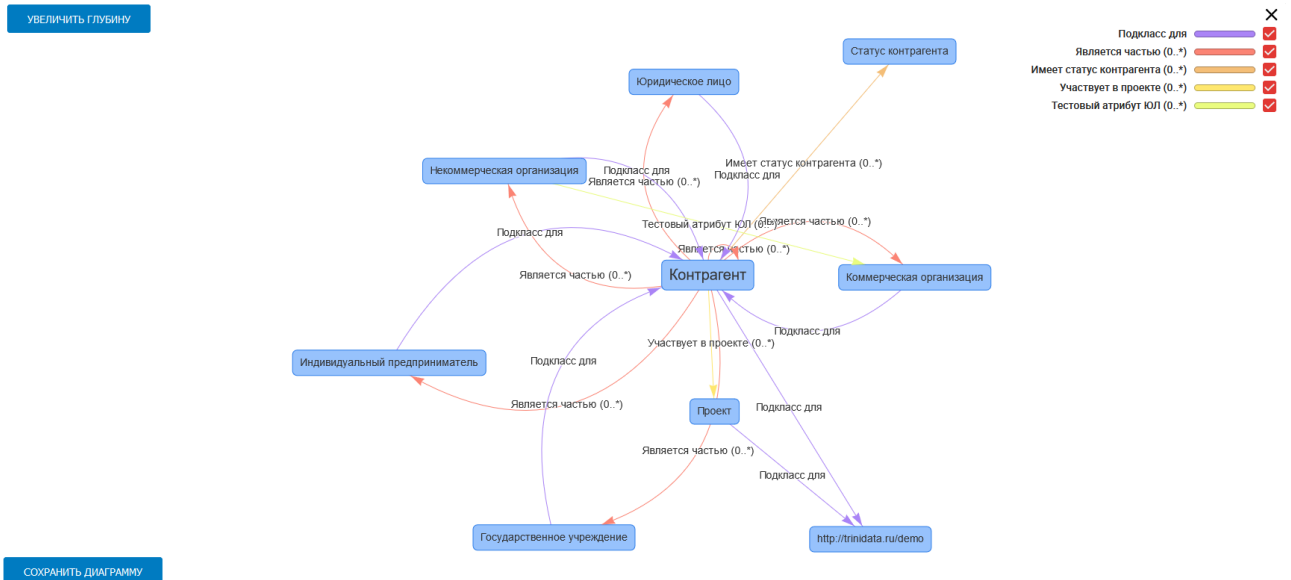 УВЕЛИЧИТЬ ГЛУБИНУ
Подкласс для
Является частью (0..*)
Имеет статус контрагента (0..*)
Участвует в проекте (0..*)
Тестовый атрибут ЮЛ (0..*)
Статус контрагента
Юридическое лицо
Имеет статус контрагента (0..*)
Некоммерческая организация
Подкласс для
Подкласс для
Является частью (0..*)
Тестовый атрибут ЮЛ (0..*)
Является частью (0..*)
Подкласс для
Является частью (0..*)
Является частью (0..*)
Контрагент
Коммерческая организация
Подкласс для
Участвует в проекте (0..*)
Индивидуальный предприниматель
Подкласс для
Является частью (0..*)
Проект
Подкласс для
Является частью (0..*)
Подкласс для
Государственное учреждение
http://trinidata.ru/demo
СОХРАНИТЬ ДИАГРАММУ